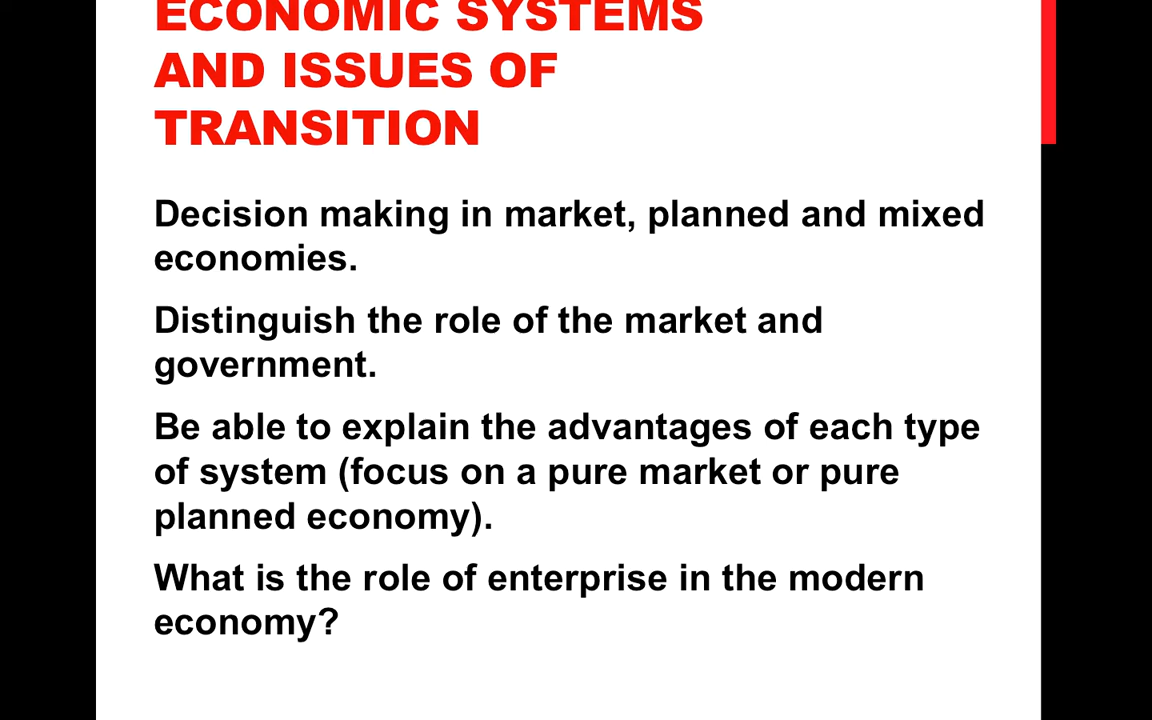 ECONOMIC SYSTEMS
AND ISSUES OF
TRANSITION
Decision making in market, planned and mixed
economies.
Distinguish the role of the market and
government.
Be able to explain the advantages of each type
of system (focus on a pure market or pure
planned economy).
What is the role of enterprise in the modern
economy?